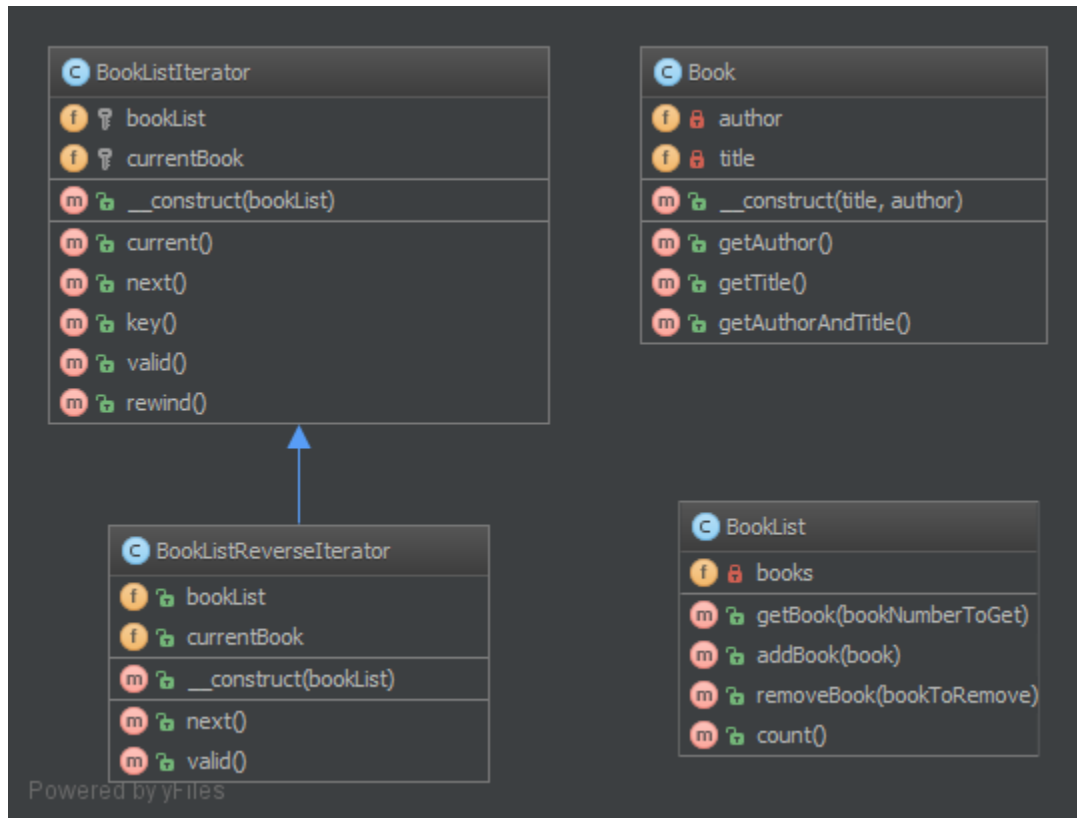 BookListIterator
bookList
currentBook
__construct(bookList)
current()
next()
key()
valid()
rewind()
Book
author
title
__construct(title, author)
getAuthor()
getTitle()
getAuthorAndTitle()
BookListReverseIterator
bookList
currentBook
__construct(bookList)
next()
valid()
BookList
books
getBook(bookNumberToGet)
addBook(book)
removeBook(bookToRemove)
count()
Powered by yFiles